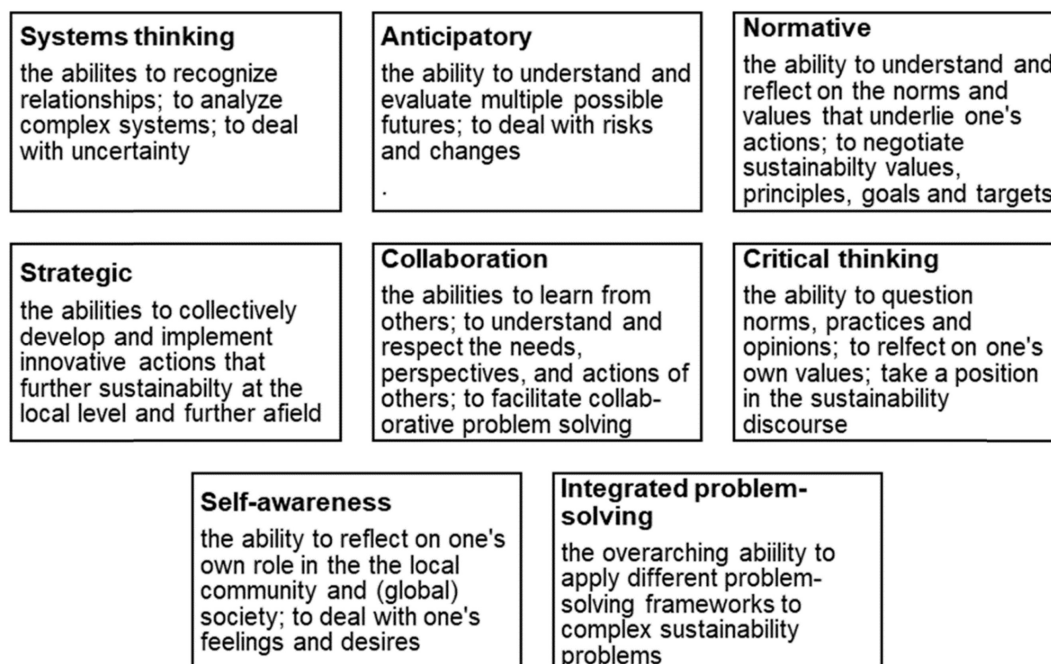 Systems thinking
the abilites to recognize
relationships; to analyze
complex systems; to deal
with uncertainty
Anticipatory
the ability to understand and
evaluate multiple possible
futures; to deal with risks
and changes
.
Normative
the ability to understand and
reflect on the norms and
values that underlie one's
actions; to negotiate
sustainabilty values,
principles, goals and targets
Strategic
the abilities to collectively
develop and implement
innovative actions that
further sustainabilty at the
local level and further afield
Collaboration
the abilities to learn from
others; to understand and
respect the needs,
perspectives, and actions of
others; to facilitate collab-
orative problem solving
Critical thinking
the ability to question
norms, practices and
opinions; to relfect on one's
own values; take a position
in the sustainability
discourse
Self-awareness
the ability to reflect on one's
own role in the the local
community and (global)
society; to deal with one's
feelings and desires
Integrated problem-
solving
the overarching abiility to
apply different problem-
solving frameworks to
complex sustainability
problems